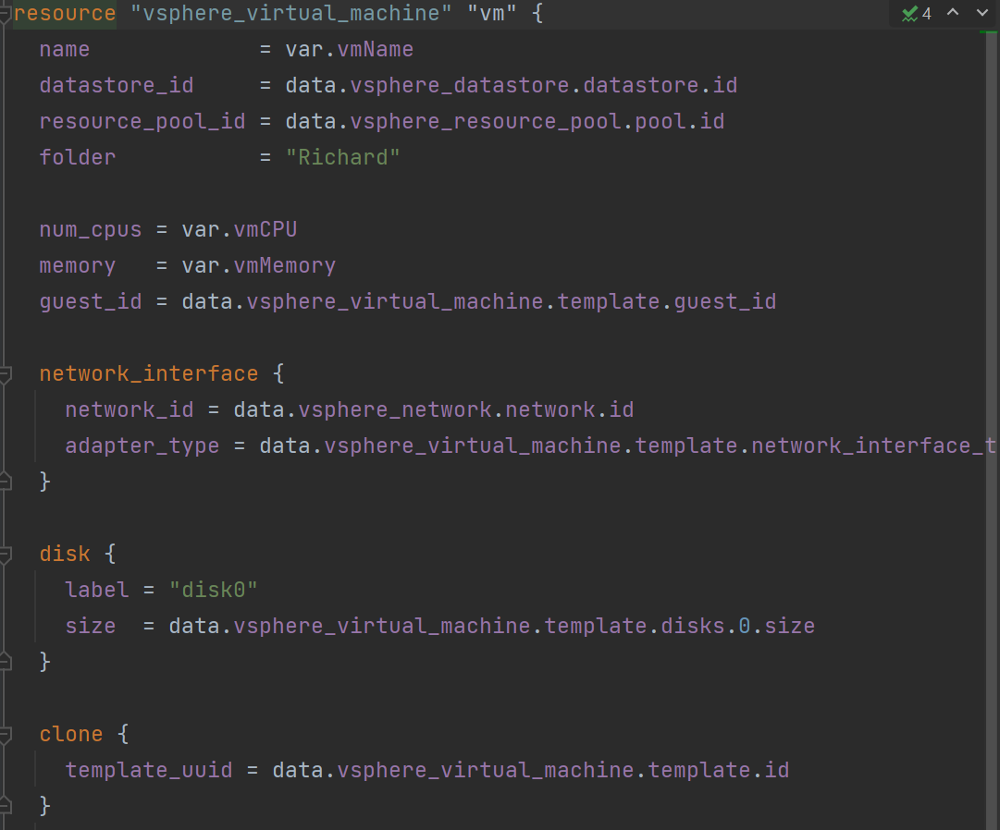 resource "vsphere_virtual_machine" "vm" {
4
  name             = var.vmName
  datastore_id     = data.vsphere_datastore.datastore.id
  resource_pool_id = data.vsphere_resource_pool.pool.id
  folder           = "Richard"
  num_cpus = var.vmCPU
  memory   = var.vmMemory
  guest_id = data.vsphere_virtual_machine.template.guest_id
  network_interface {
    network_id = data.vsphere_network.network.id
    adapter_type = data.vsphere_virtual_machine.template.network_interface_t
  }
  disk {
    label = "disk0"
    size  = data.vsphere_virtual_machine.template.disks.0.size
  }
  clone {
    template_uuid = data.vsphere_virtual_machine.template.id
  }